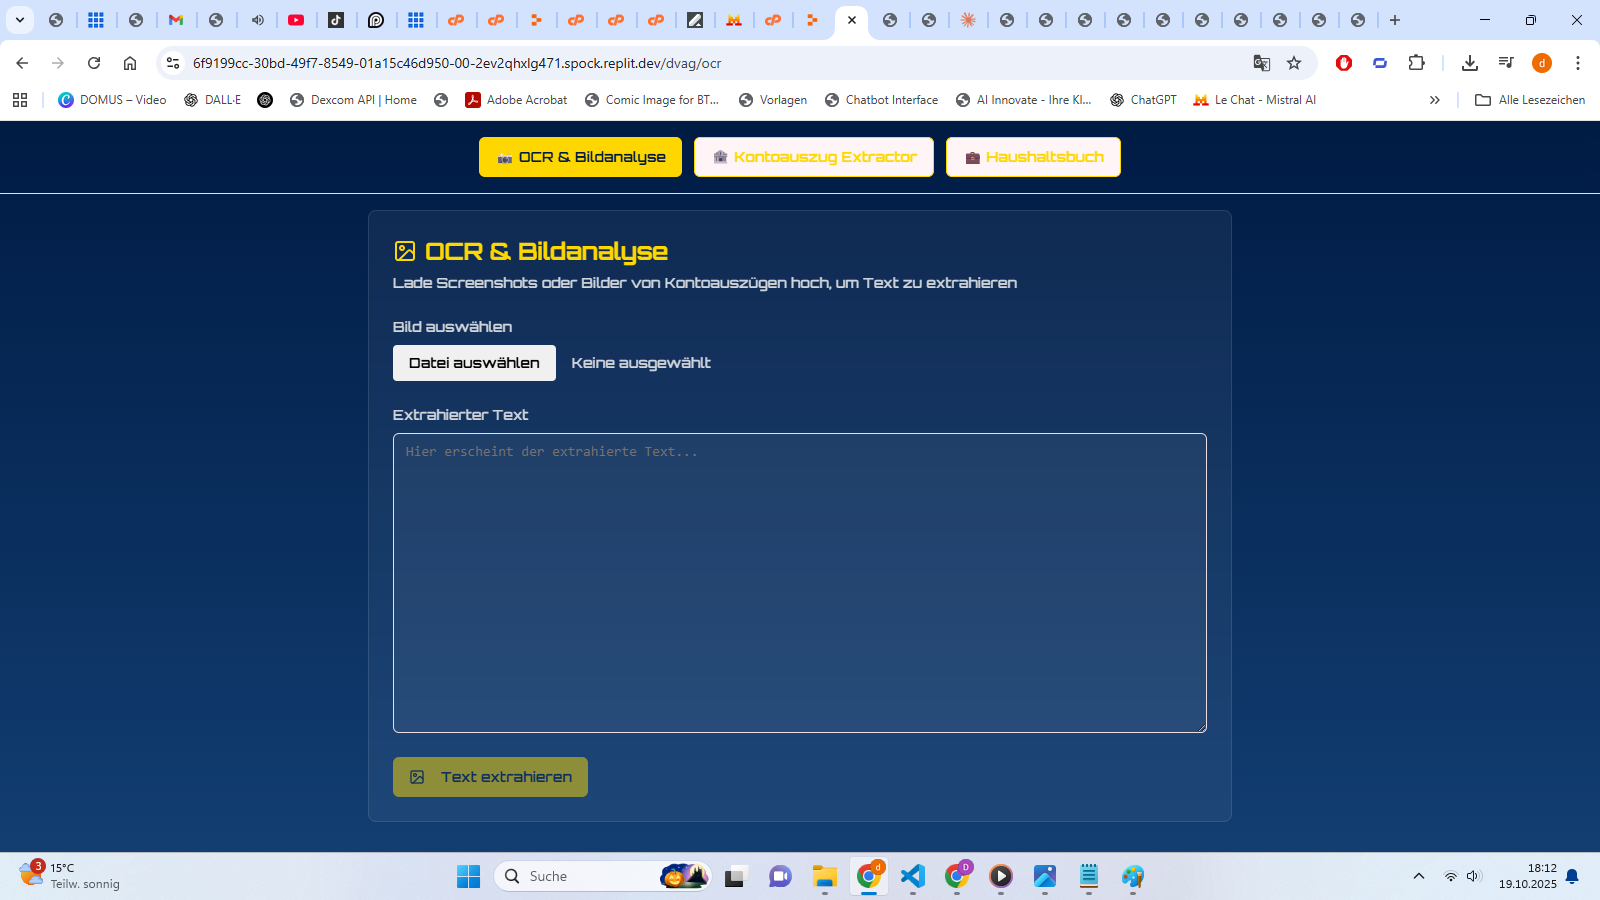 6f9199cc-30bd-49f7-8549-01a15c46d950-00-2ev2qhxlg471.spock.replit.dev/dvag/ocr
d
DOMUS – Video
DALL·E
Dexcom API | Home
Adobe Acrobat
Comic Image for BT...
Vorlagen
Chatbot Interface
AI Innovate - Ihre KI...
ChatGPT
Le Chat - Mistral AI
Alle Lesezeichen
OCR & Bildanalyse
Kontoauszug Extractor
Haushaltsbuch
OCR & Bildanalyse
Lade Screenshots oder Bilder von Kontoauszügen hoch, um Text zu extrahieren
Bild auswählen
Datei auswählen Keine ausgewählt
Extrahierter Text
Hier erscheint der extrahierte Text...
Text extrahieren
3
15°C
Teilw. sonnig
Suche
d
D
18:12
19.10.2025